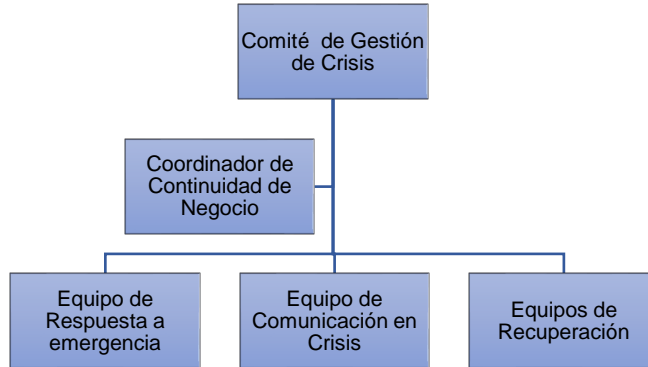 Comité de Gestión
de Crisis
Coordinador de
Continuidad de
Negocio
Equipo de
Respuesta a
emergencia
Equipo de
Comunicación en
Crisis
Equipos de
Recuperación